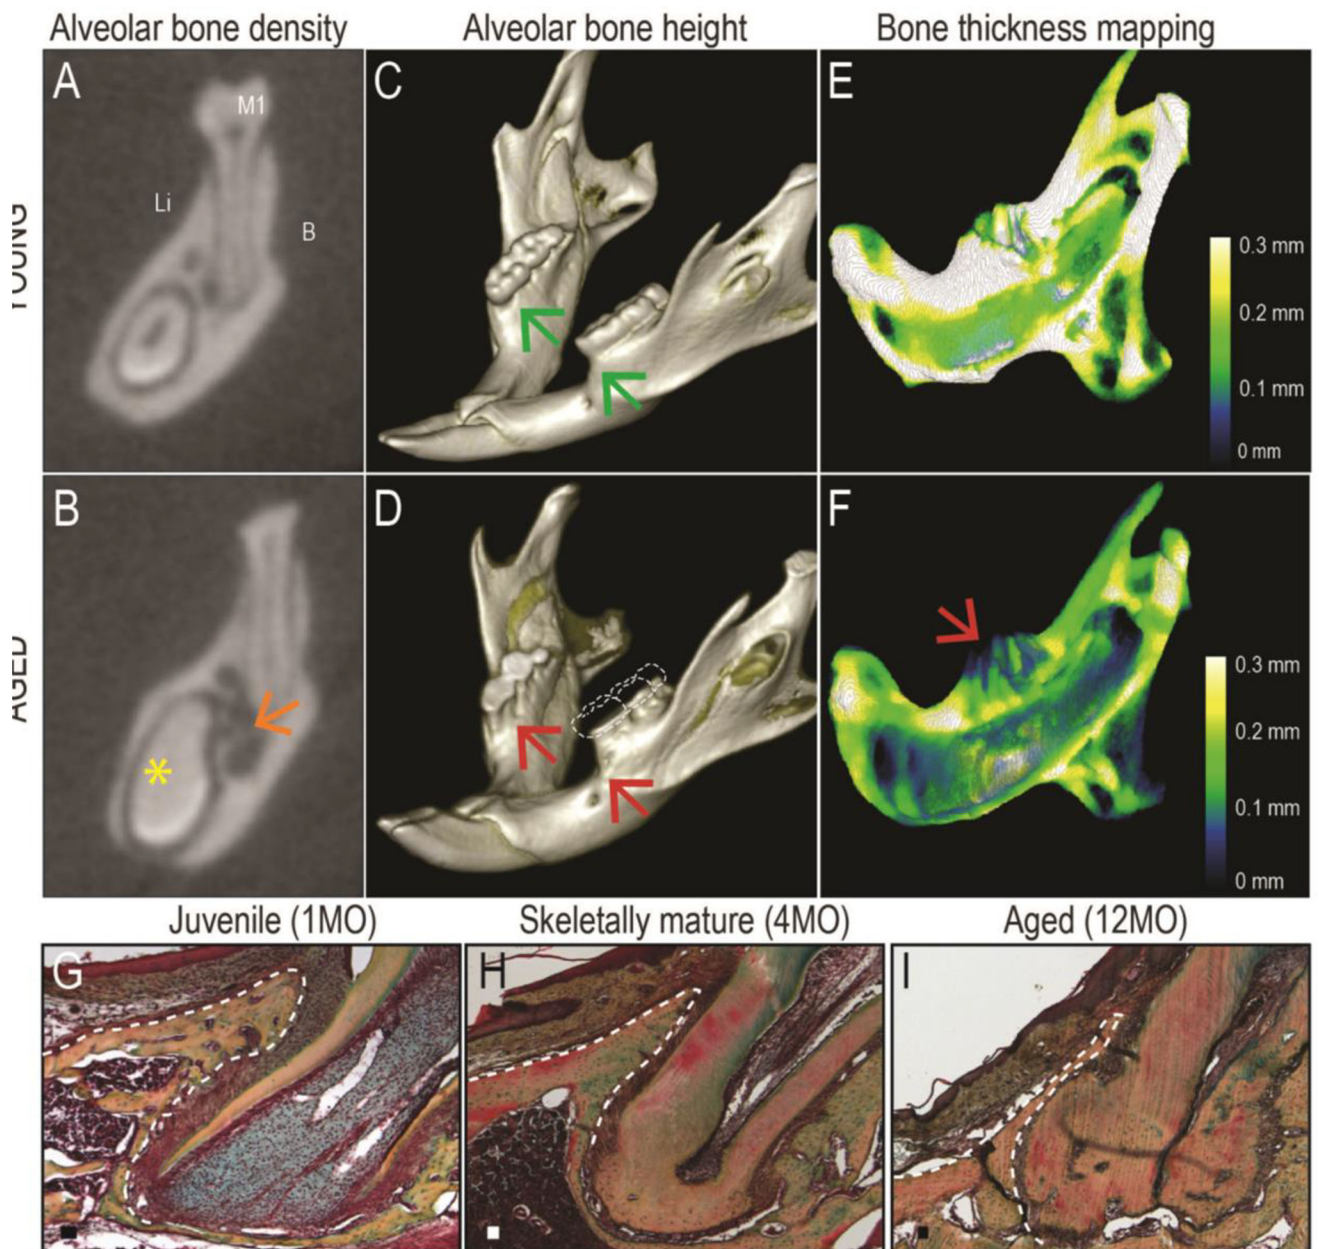 Alveolar bone density
Alveolar bone height
Bone thickness mapping
YOUNG
A
M1
Li
B
C
E
0.3 mm
0.2 mm
0.1 mm
0 mm
AGED
B
*
D
F
0.3 mm
0.2 mm
0.1 mm
0 mm
Juvenile (1MO)
Skeletally mature (4MO)
Aged (12MO)
G
H
I